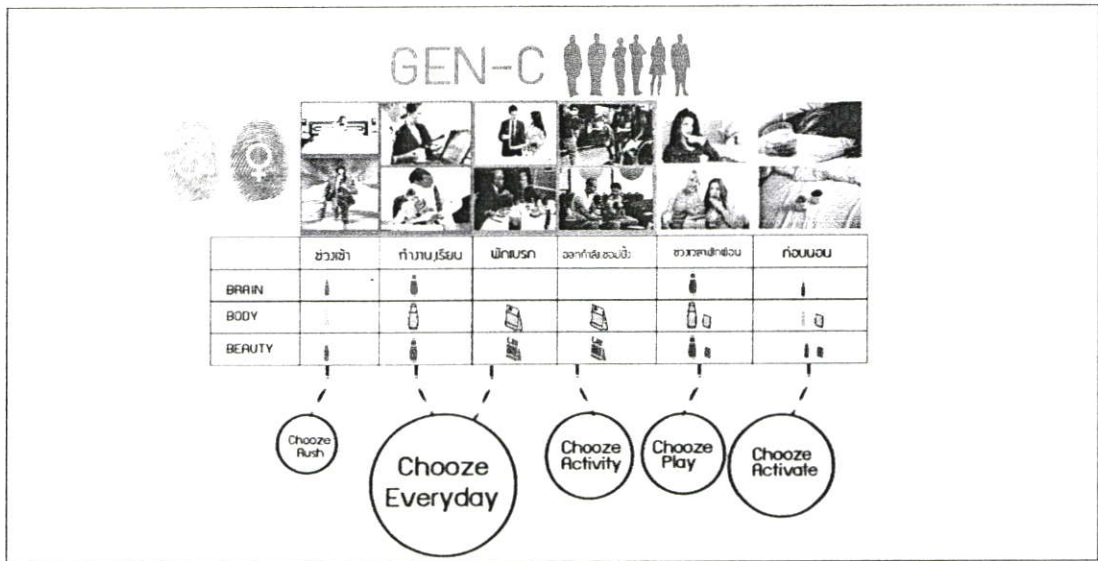 GEN-C
ช่วงเช้า ทำงาน,เรียน พักเบรก ออกกำลัง,ชอปปิ้ง ช่วงเวลาพักผ่อน ก่อนนอน
BRAIN
BODY
BEAUTY
Chooze
Rush
Chooze
Everyday
Chooze
Activity
Chooze
Play
Chooze
Activate